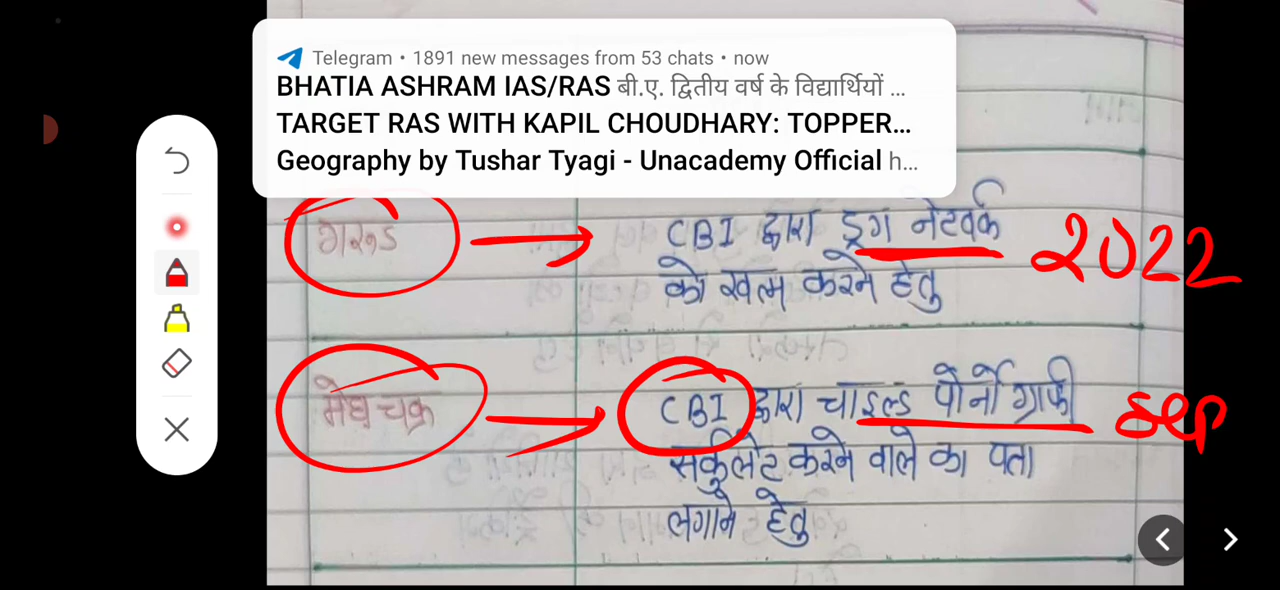 Telegram • 1891 new messages from 53 chats • now
BHATIA ASHRAM IAS/RAS बी.ए. द्वितीय वर्ष के विद्यार्थियों ...
TARGET RAS WITH KAPIL CHOUDHARY: TOPPER...
Geography by Tushar Tyagi - Unacademy Official h...
गरुड
CBI द्वारा ड्रग नेटवर्क
को खत्म करने हेतु
2022
मेघ चक्र
CBI द्वारा चाइल्ड पोर्नो ग्राफी
सर्कुलेट करने वाले का पता
लगाने हेतु
sep